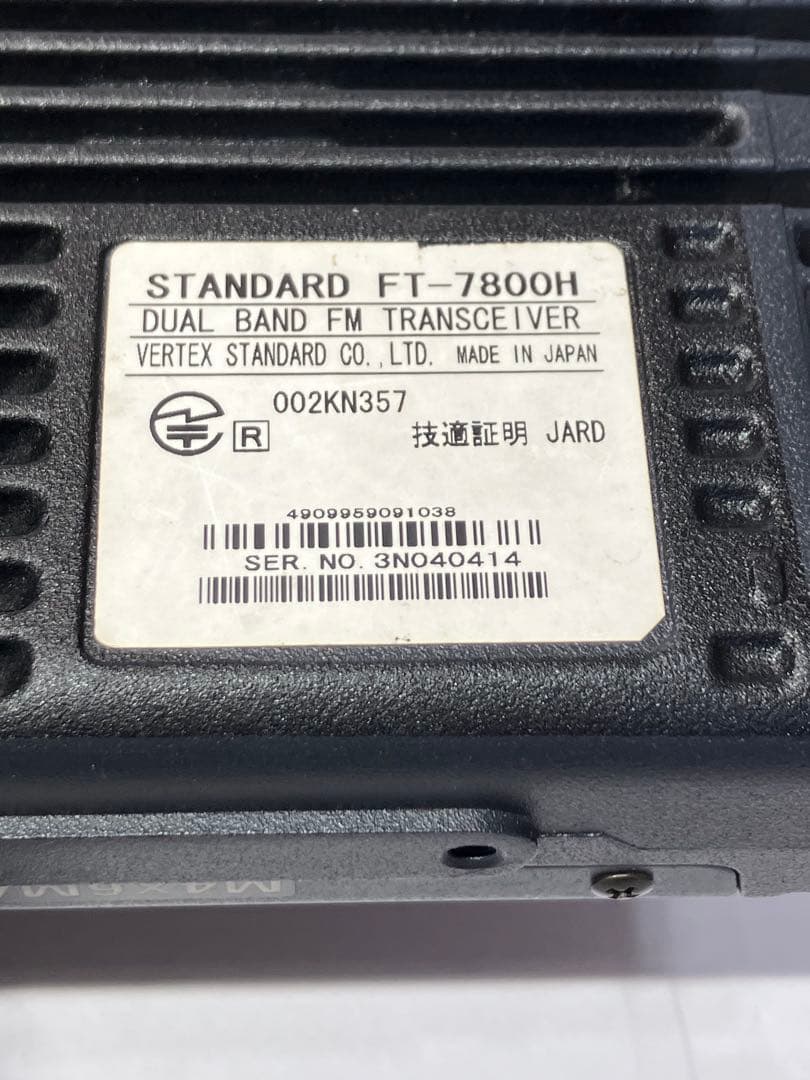 STANDARD FT-7800H
DUAL BAND FM TRANSCEIVER
VERTEX STANDARD CO.,LTD. MADE IN JAPAN
R 002KN357
技適証明 JARD
4909959091038
SER. NO. 3N040414